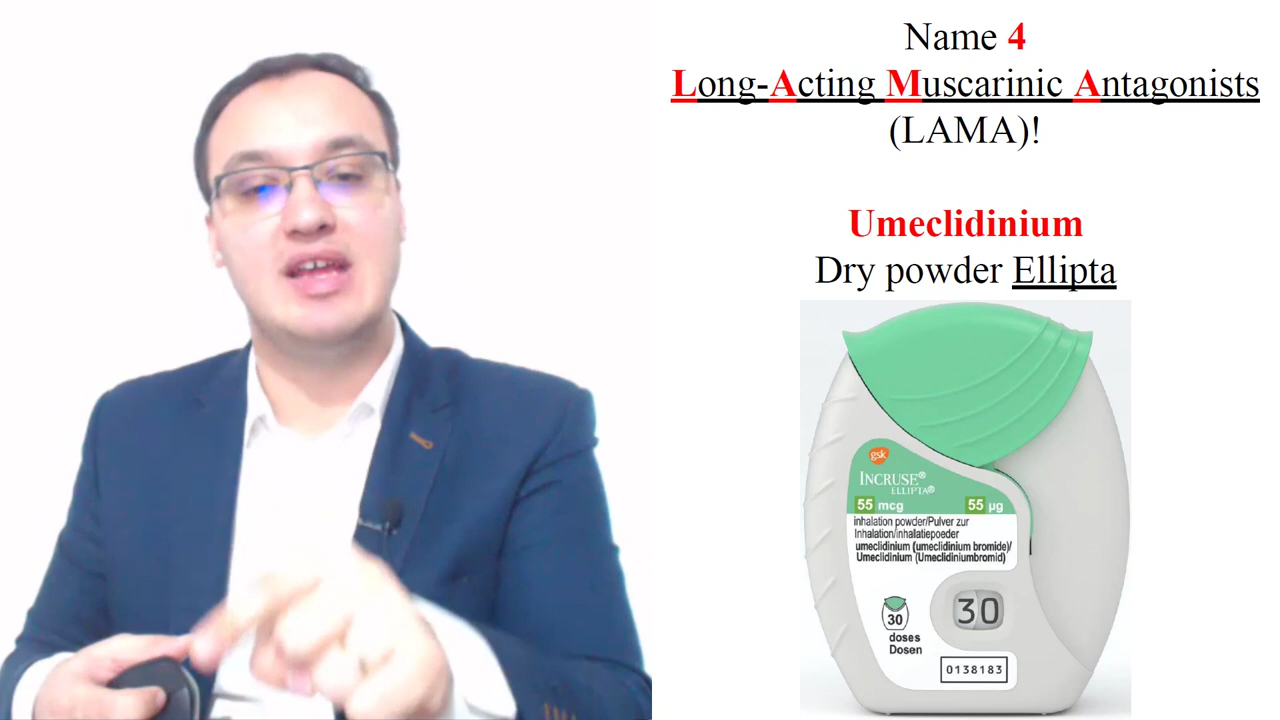 Name 4
Long-Acting Muscarinic Antagonists
(LAMA)!
Umeclidinium
Dry powder Ellipta
gsk
INCRUSE®
ELLIPTA®
55 mcg 55 µg
inhalation powder/Pulver zur
Inhalation/inhalatiepoeder
umeclidinium (umeclidinium bromide)/
Umeclidinium (Umeclidiniumbromid)
30
30
doses
Dosen
0138183